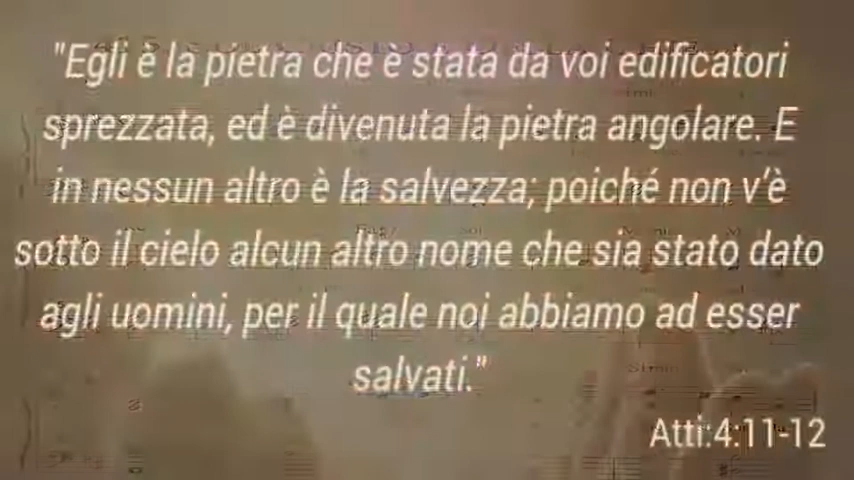 "Egli è la pietra che è stata da voi edificatori
sprezzata, ed è divenuta la pietra angolare. E
in nessun altro è la salvezza; poiché non v'è
sotto il cielo alcun altro nome che sia stato dato
agli uomini, per il quale noi abbiamo ad esser
salvati."
Atti:4:11-12